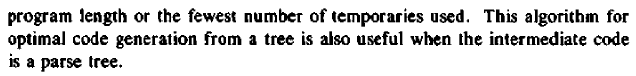 program length or the fewest number of temporaries used. This algorithm for
optimal code generation from a tree is also useful when the intermediate code
is a parse tree.